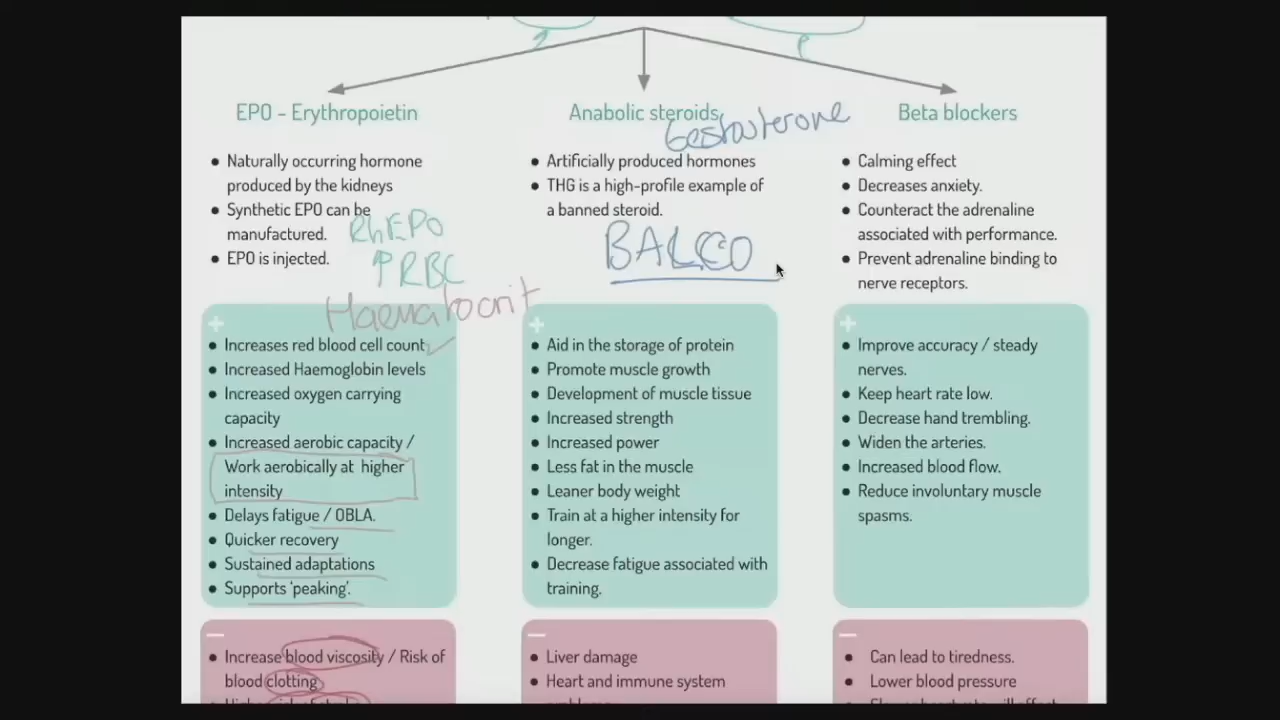 EPO - Erythropoietin
Naturally occurring hormone
produced by the kidneys
Synthetic EPO can be
manufactured.
RhEPO
EPO is injected.
↑RBC
Haematocrit
+
Increases red blood cell count
Increased Haemoglobin levels
Increased oxygen carrying
capacity
Increased aerobic capacity /
Work aerobically at higher
intensity
Delays fatigue / OBLA.
Quicker recovery
Sustained adaptations
Supports 'peaking'.
Increase blood viscosity / Risk of
blood clotting
Anabolic steroids
testosterone
Artificially produced hormones
THG is a high-profile example of
a banned steroid.
BALCO
+
Aid in the storage of protein
Promote muscle growth
Development of muscle tissue
Increased strength
Increased power
Less fat in the muscle
Leaner body weight
Train at a higher intensity for
longer.
Decrease fatigue associated with
training.
Liver damage
Heart and immune system
Beta blockers
Calming effect
Decreases anxiety.
Counteract the adrenaline
associated with performance.
Prevent adrenaline binding to
nerve receptors.
+
Improve accuracy / steady
nerves.
Keep heart rate low.
Decrease hand trembling.
Widen the arteries.
Increased blood flow.
Reduce involuntary muscle
spasms.
Can lead to tiredness.
Lower blood pressure